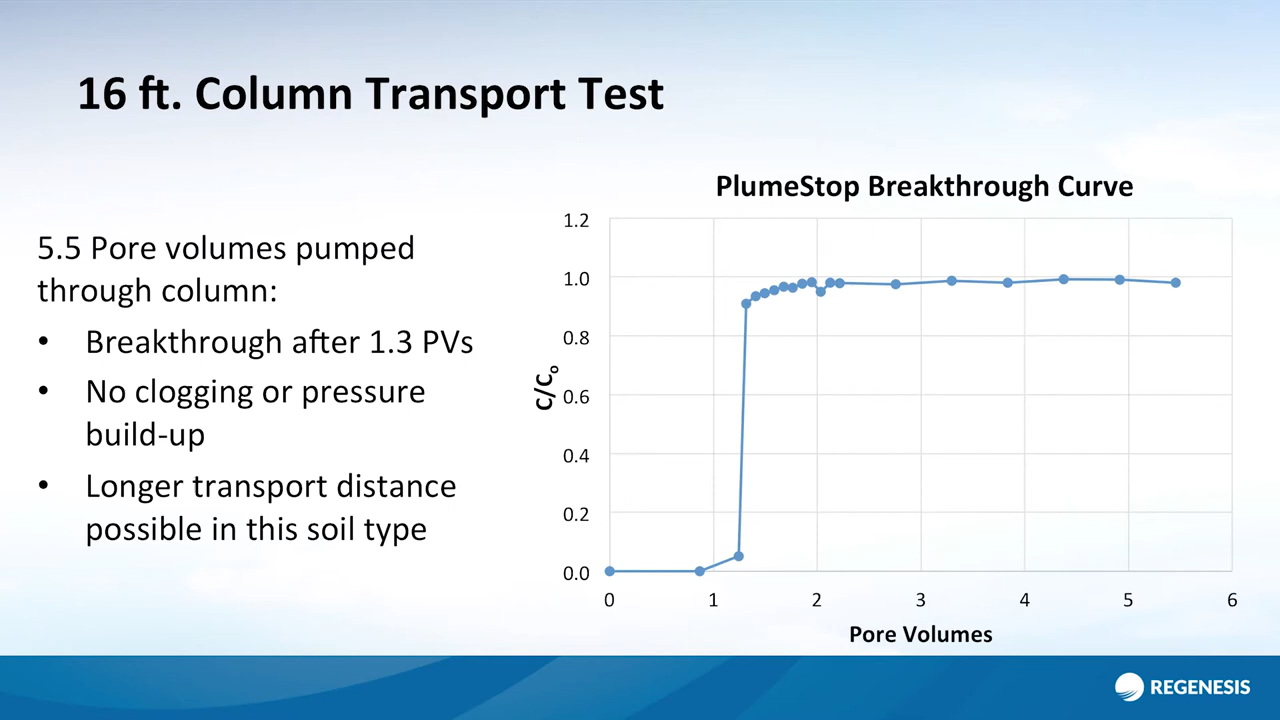 16 ft. Column Transport Test
5.5 Pore volumes pumped
through column:
• Breakthrough after 1.3 PVs
• No clogging or pressure
build-up
• Longer transport distance
possible in this soil type
PlumeStop Breakthrough Curve
1.2
1.0
0.8
0.6
0.4
0.2
0.0
C/Co
0 1 2 3 4 5 6
Pore Volumes
REGENESIS